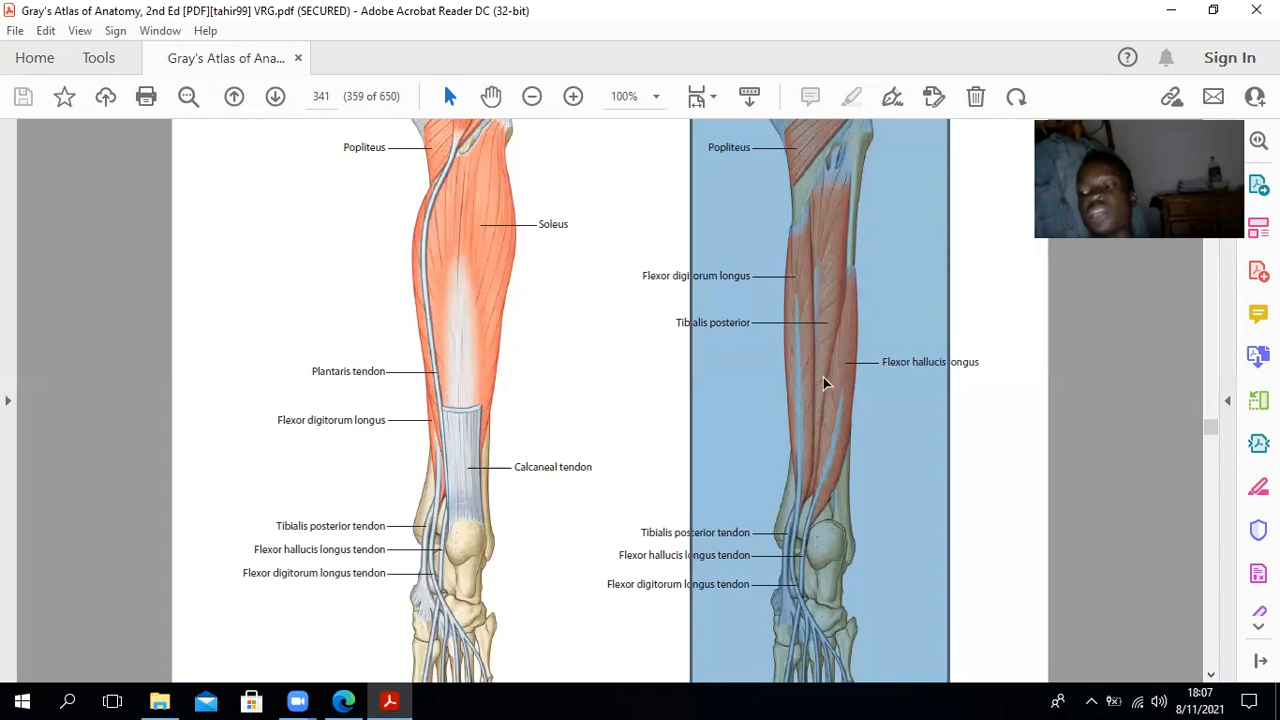 Gray's Atlas of Anatomy, 2nd Ed [PDF][tahir99] VRG.pdf (SECURED) - Adobe Acrobat Reader DC (32-bit)
File Edit View Sign Window Help
Home Tools Gray's Atlas of Ana... × Sign In
341 (359 of 650) 100%
Popliteus
Soleus
Plantaris tendon
Flexor digitorum longus
Calcaneal tendon
Tibialis posterior tendon
Flexor hallucis longus tendon
Flexor digitorum longus tendon
Popliteus
Flexor digitorum longus
Tibialis posterior
Flexor hallucis longus
Tibialis posterior tendon
Flexor hallucis longus tendon
Flexor digitorum longus tendon
18:07
8/11/2021